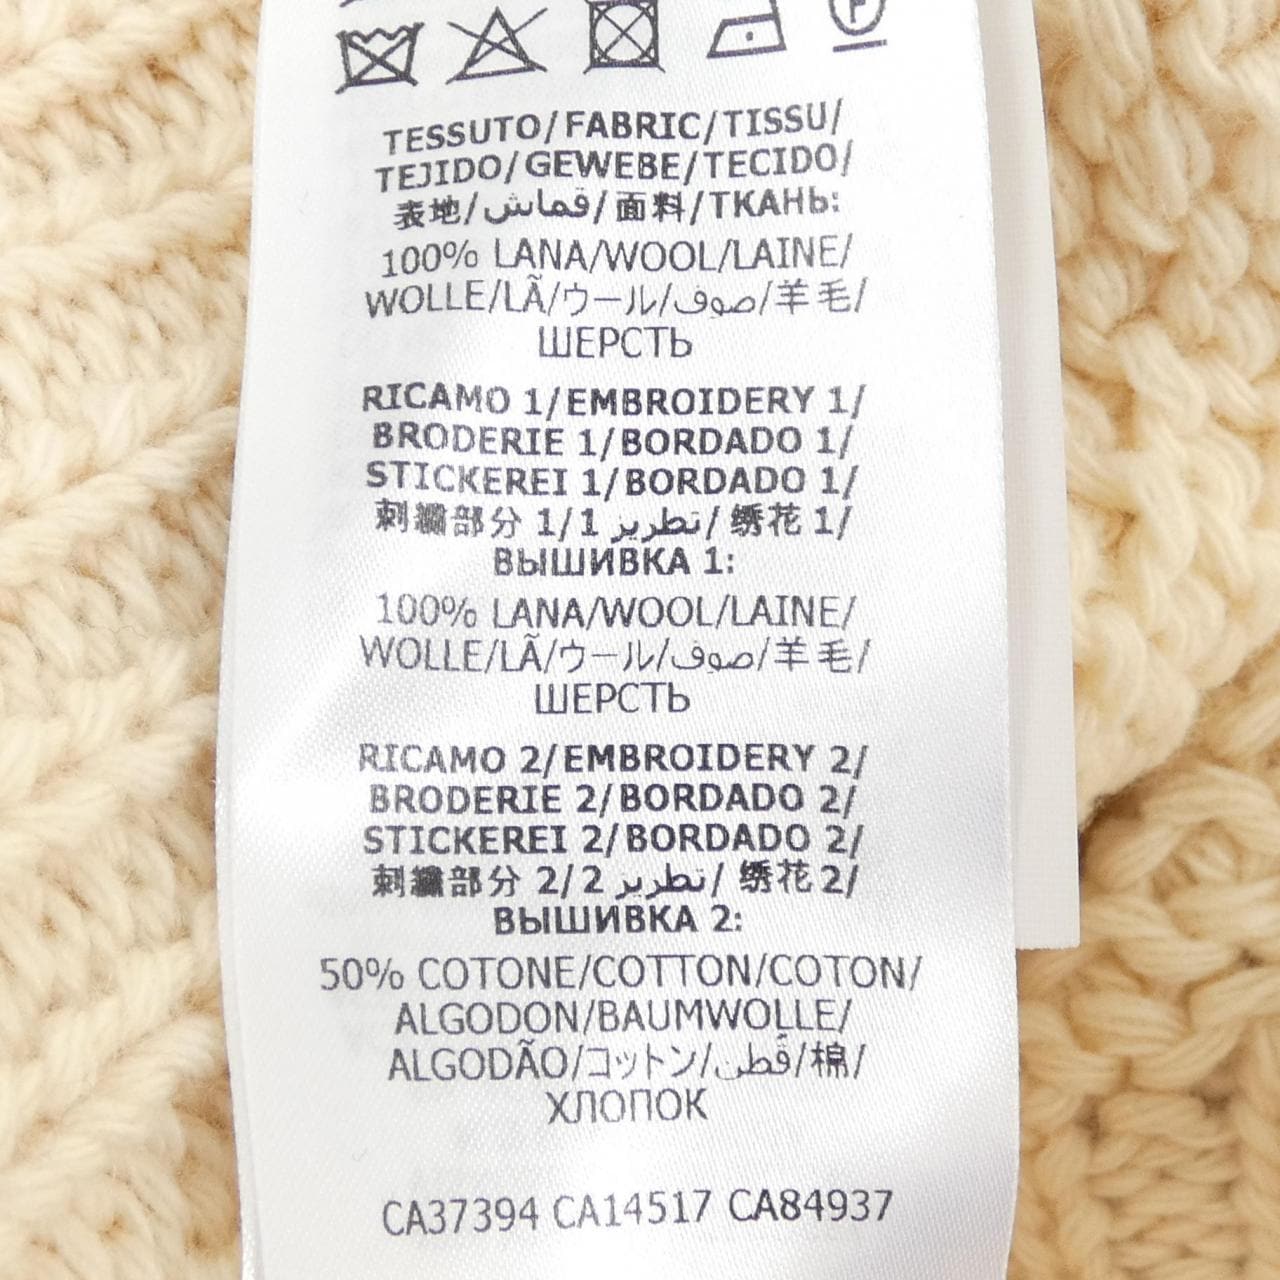 P
TESSUTO/FABRIC/TISSU/
TEJIDO/GEWEBE/TECIDO/
表地/قماش/面料/ТКАНЬ:
100% LANA/WOOL/LAINE/
WOLLE/LÃ/ウール/صوف/羊毛/
ШЕРСТЬ
RICAMO 1/EMBROIDERY 1/
BRODERIE 1/BORDADO 1/
STICKEREI 1/BORDADO 1/
刺繍部分 1/تطريز 1/绣花 1/
ВЫШИВКА 1:
100% LANA/WOOL/LAINE/
WOLLE/LÃ/ウール/صوف/羊毛/
ШЕРСТЬ
RICAMO 2/EMBROIDERY 2/
BRODERIE 2/BORDADO 2/
STICKEREI 2/BORDADO 2/
刺繍部分 2/تطريز 2/绣花 2/
ВЫШИВКА 2:
50% COTONE/COTTON/COTON/
ALGODON/BAUMWOLLE/
ALGODÃO/コットン/قُطن/棉/
ХЛОПОК
CA37394 CA14517 CA84937